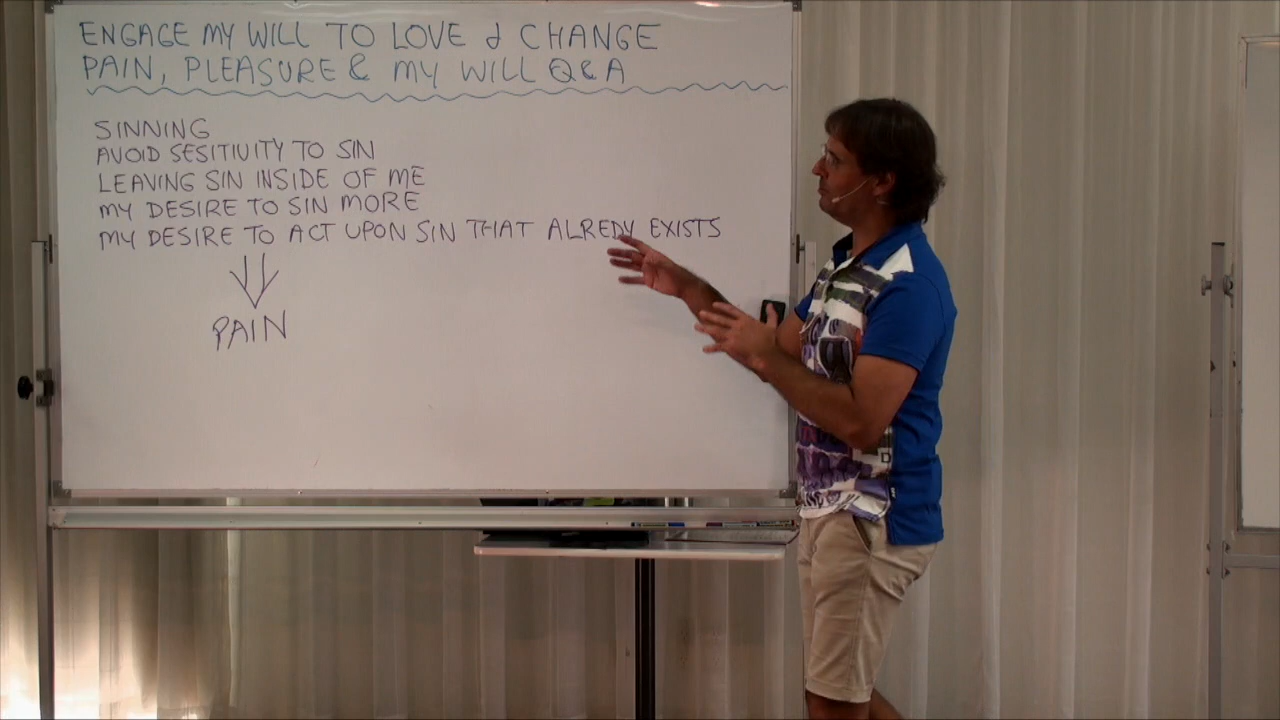 ENGAGE MY WILL TO LOVE & CHANGE
PAIN, PLEASURE & MY WILL Q&A
SINNING
AVOID SESITIVITY TO SIN
LEAVING SIN INSIDE OF ME
MY DESIRE TO SIN MORE
MY DESIRE TO ACT UPON SIN THAT ALREDY EXISTS
PAIN